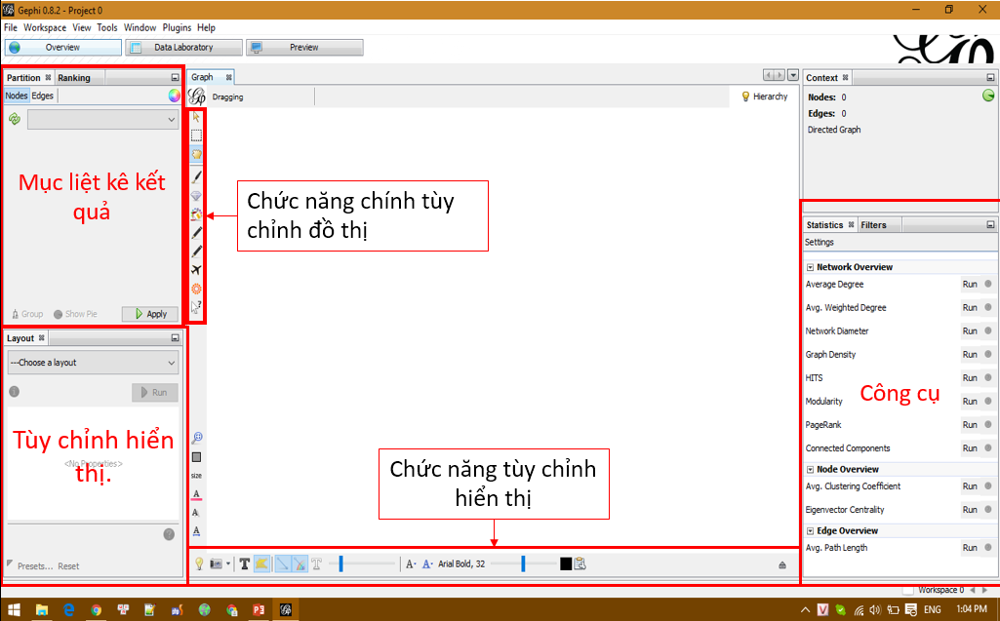 Gephi 0.8.2 - Project 0
File Workspace View Tools Window Plugins Help
Overview
Data Laboratory
Preview
Partition
Ranking
Nodes Edges
Mục liệt kê kết
quả
Group
Show Pie
Apply
Layout
---Choose a layout
Run
Tùy chỉnh hiển
<No Properties>
thị.
Presets... Reset
Graph
Dragging
Hierarchy
Chức năng chính tùy
chỉnh đồ thị
size
A
A
A
Chức năng tùy chỉnh
hiển thị
T
T
A
A
Arial Bold, 32
Context
Nodes: 0
Edges: 0
Directed Graph
Statistics
Filters
Settings
Network Overview
Average Degree Run
Avg. Weighted Degree Run
Network Diameter Run
Graph Density Run
HITS Run
Công cụ
Modularity Run
PageRank Run
Connected Components Run
Node Overview
Avg. Clustering Coefficient Run
Eigenvector Centrality Run
Edge Overview
Avg. Path Length Run
Workspace 0
ENG
1:04 PM